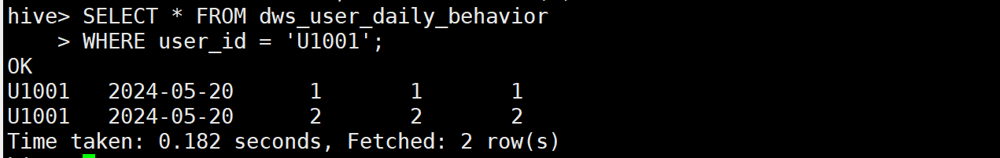 hive> SELECT * FROM dws_user_daily_behavior
    > WHERE user_id = 'U1001';
OK
U1001   2024-05-20      1       1       1
U1001   2024-05-20      2       2       2
Time taken: 0.182 seconds, Fetched: 2 row(s)